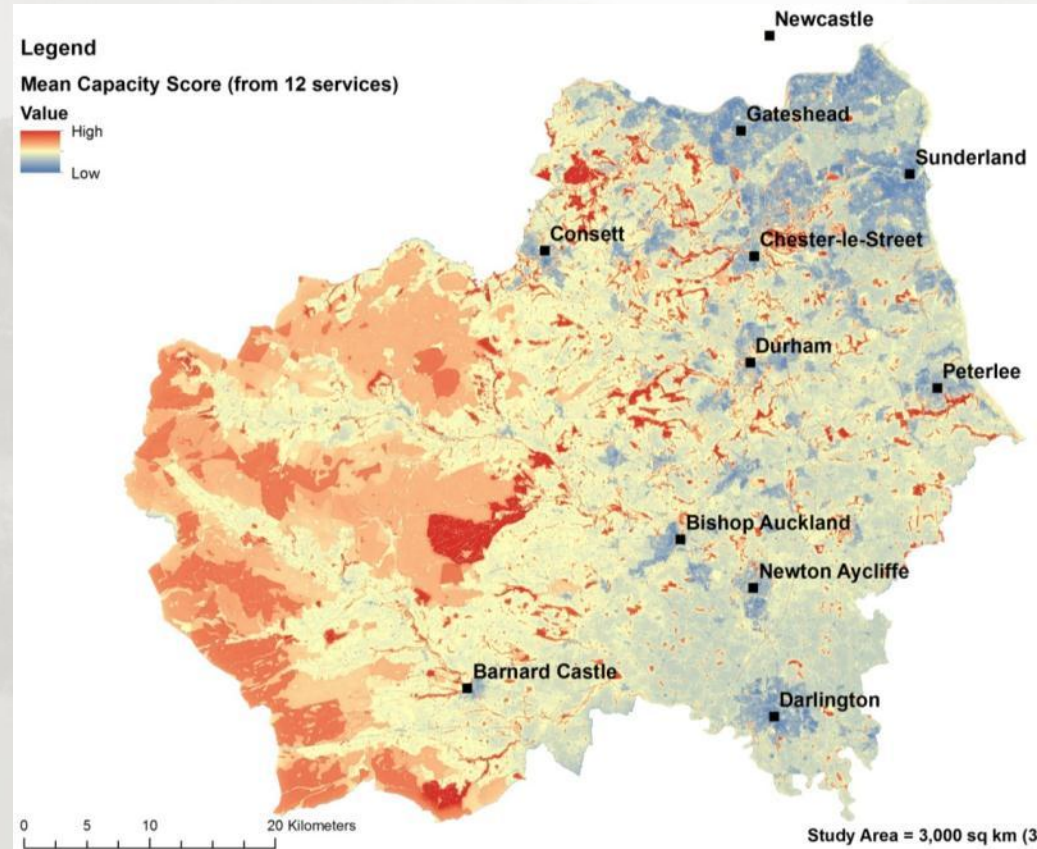 Newcastle
Legend
Mean Capacity Score (from 12 services)
Value
High
Low
Gateshead
Sunderland
Consett
Chester-le-Street
Durham
Peterlee
Bishop Auckland
Newton Aycliffe
Barnard Castle
Darlington
0 5 10 20 Kilometers
Study Area = 3,000 sq km (3